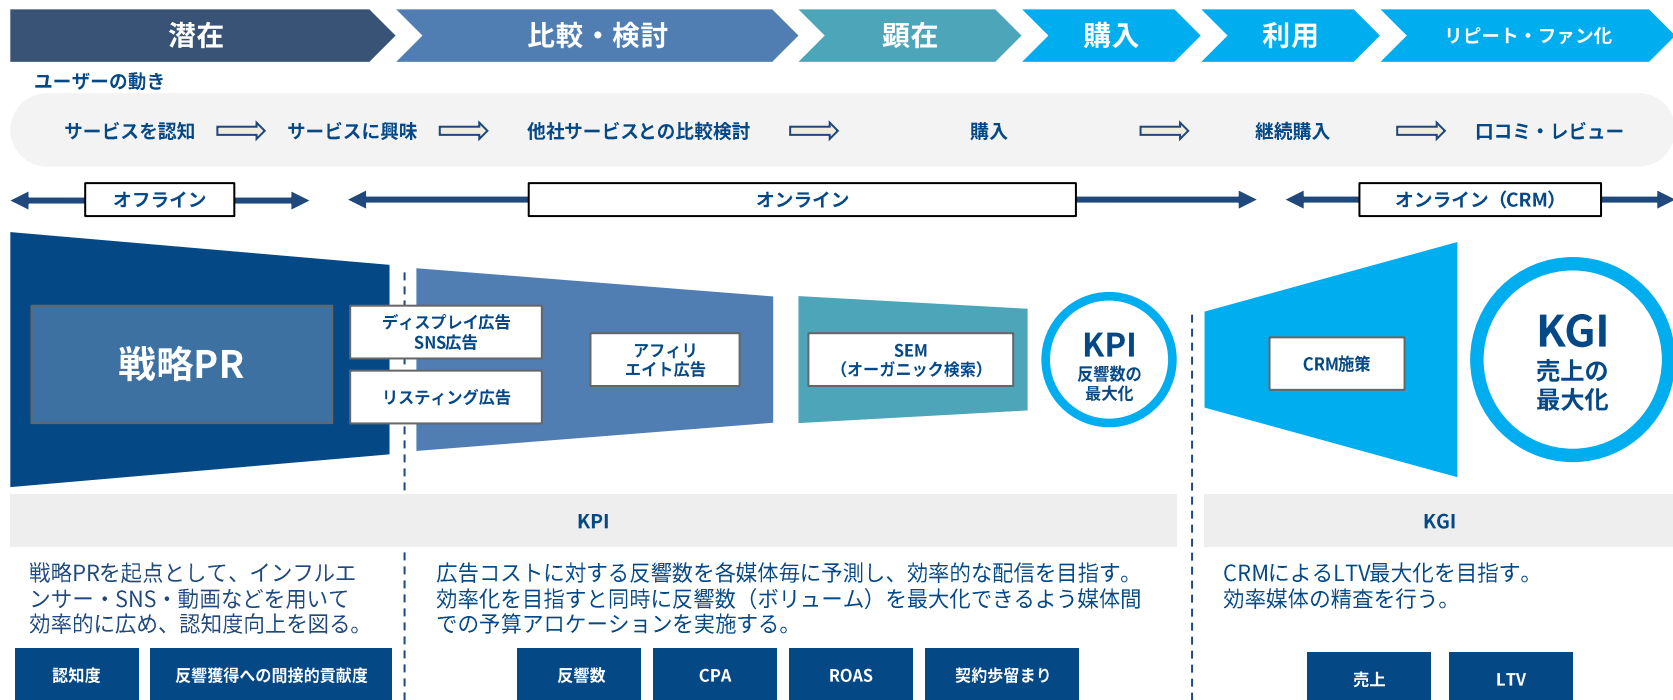 潜在
比較・検討
顕在
購入
利用
リピート・ファン化
ユーザーの動き
サービスを認知
サービスに興味
他社サービスとの比較検討
購入
継続購入
口コミ・レビュー
オフライン
オンライン
オンライン（CRM）
戦略PR
ディスプレイ広告
SNS広告
リスティング広告
アフィリ
エイト広告
SEM
（オーガニック検索）
KPI
反響数の
最大化
CRM施策
KGI
売上の
最大化
KPI
KGI
戦略PRを起点として、インフルエ
ンサー・SNS・動画などを用いて
効率的に広め、認知度向上を図る。
広告コストに対する反響数を各媒体毎に予測し、効率的な配信を目指す。
効率化を目指すと同時に反響数（ボリューム）を最大化できるよう媒体間
での予算アロケーションを実施する。
CRMによるLTV最大化を目指す。
効率媒体の精査を行う。
認知度
反響獲得への間接的貢献度
反響数
CPA
ROAS
契約歩留まり
売上
LTV